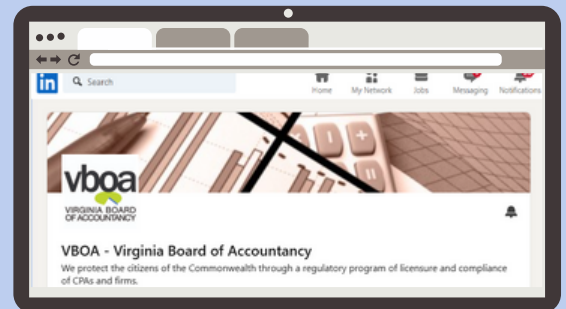 in Search Home My Network Jobs Messaging Notifications
vboa
VIRGINIA BOARD
OF ACCOUNTANCY
VBOA - Virginia Board of Accountancy
We protect the citizens of the Commonwealth through a regulatory program of licensure and compliance
of CPAs and firms.